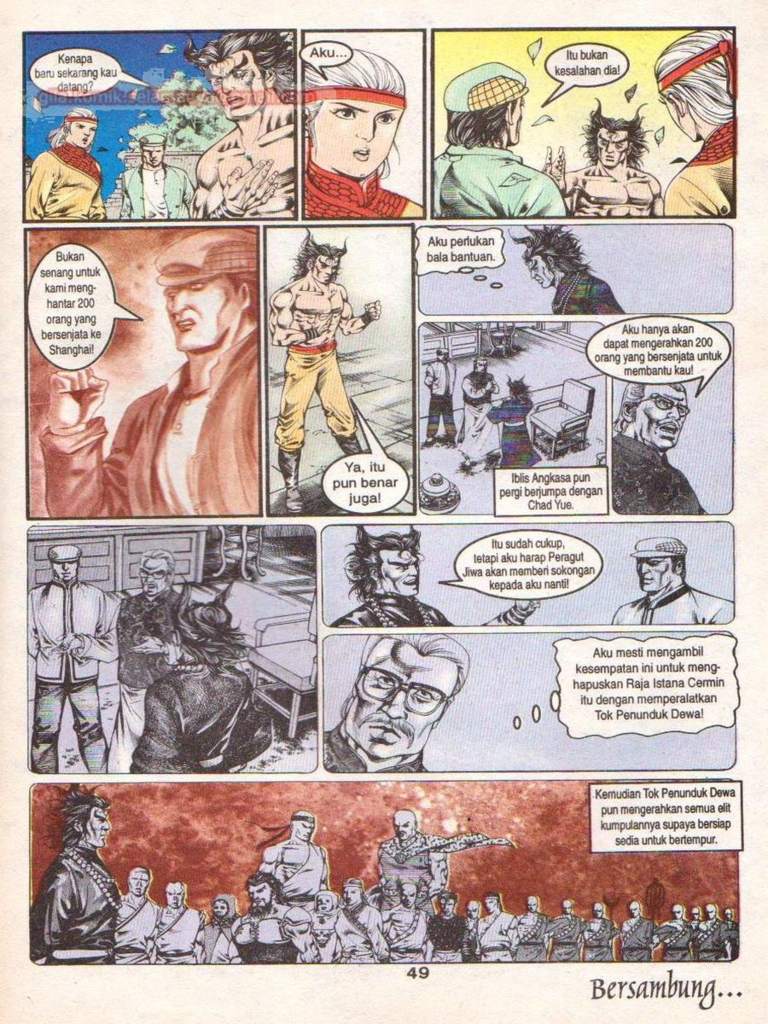 Kenapa
baru sekarang kau
datang?
Aku...
Itu bukan
kesalahan dia!
Bukan
senang untuk
kami meng-
hantar 200
orang yang
bersenjata ke
Shanghai!
Ya, itu
pun benar
juga!
Aku perlukan
bala bantuan.
Aku hanya akan
dapat mengerahkan 200
orang yang bersenjata untuk
membantu kau!
Iblis Angkasa pun
pergi berjumpa dengan
Chad Yue.
Itu sudah cukup,
tetapi aku harap Peragut
Jiwa akan memberi sokongan
kepada aku nanti!
Aku mesti mengambil
kesempatan ini untuk meng-
hapuskan Raja Istana Cermin
itu dengan memperalatkan
Tok Penunduk Dewa!
Kemudian Tok Penunduk Dewa
pun mengerahkan semua elit
kumpulannya supaya bersiap
sedia untuk bertempur.
49
Bersambung...